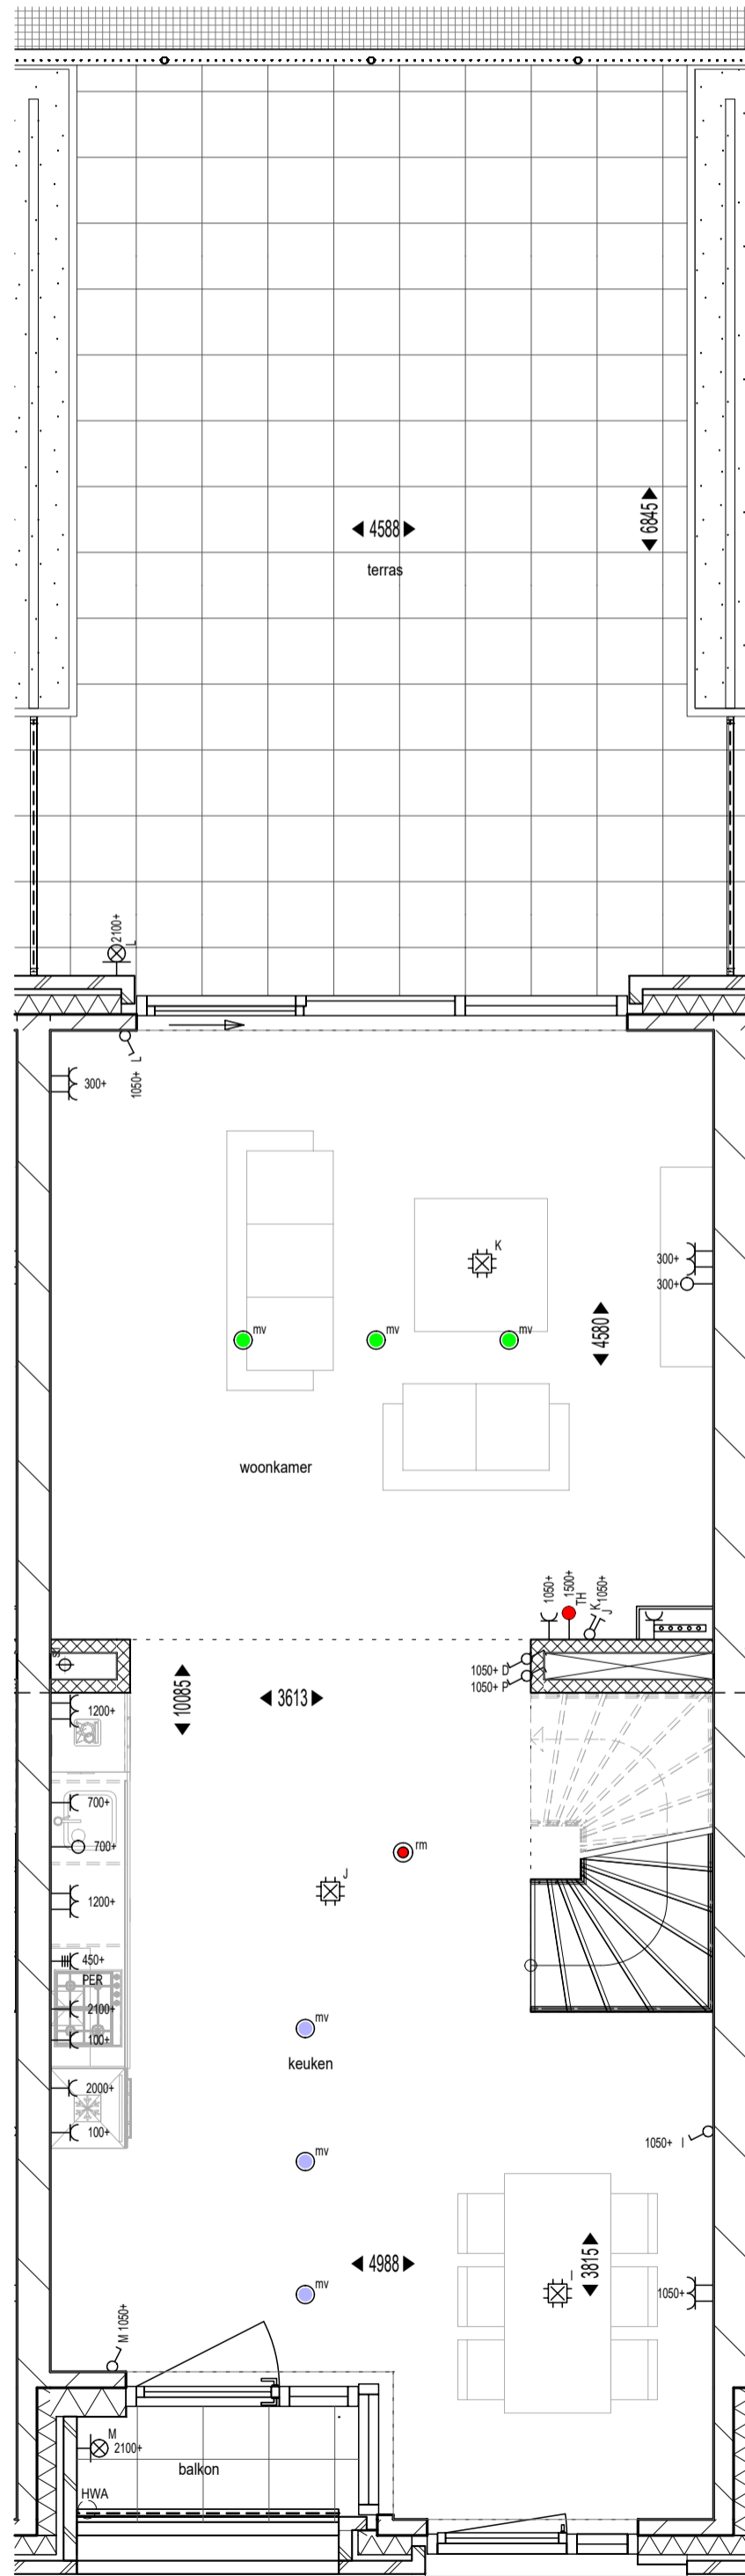 4588
6845
terras
2100+
L
L
1050+
300+
K
300+
300+
mv
mv
mv
4580
woonkamer
1050+
1500+
TH
K
J
1050+
1050+ D
1050+ P
10085
3613
1200+
700+
700+
rm
J
1200+
450+
PER
2100+
mv
100+
keuken
2000+
100+
1050+ I
mv
4988
3815
mv
I
1050+
M 1050+
M
2100+
balkon
HWA